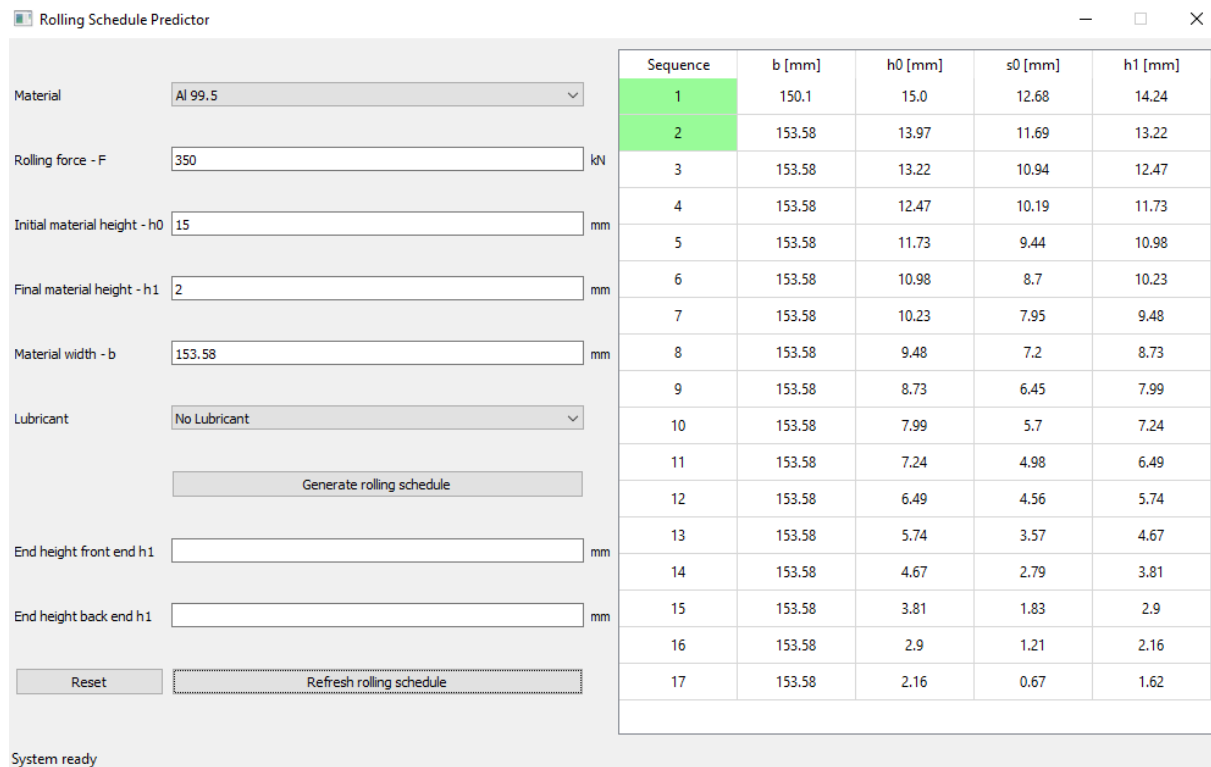 Rolling Schedule Predictor
Material Al 99.5
Rolling force - F 350 kN
Initial material height - h0 15 mm
Final material height - h1 2 mm
Material width - b 153.58 mm
Lubricant No Lubricant
Generate rolling schedule
End height front end h1 mm
End height back end h1 mm
Reset Refresh rolling schedule
System ready
Sequence b [mm] h0 [mm] s0 [mm] h1 [mm]
1 150.1 15.0 12.68 14.24
2 153.58 13.97 11.69 13.22
3 153.58 13.22 10.94 12.47
4 153.58 12.47 10.19 11.73
5 153.58 11.73 9.44 10.98
6 153.58 10.98 8.7 10.23
7 153.58 10.23 7.95 9.48
8 153.58 9.48 7.2 8.73
9 153.58 8.73 6.45 7.99
10 153.58 7.99 5.7 7.24
11 153.58 7.24 4.98 6.49
12 153.58 6.49 4.56 5.74
13 153.58 5.74 3.57 4.67
14 153.58 4.67 2.79 3.81
15 153.58 3.81 1.83 2.9
16 153.58 2.9 1.21 2.16
17 153.58 2.16 0.67 1.62